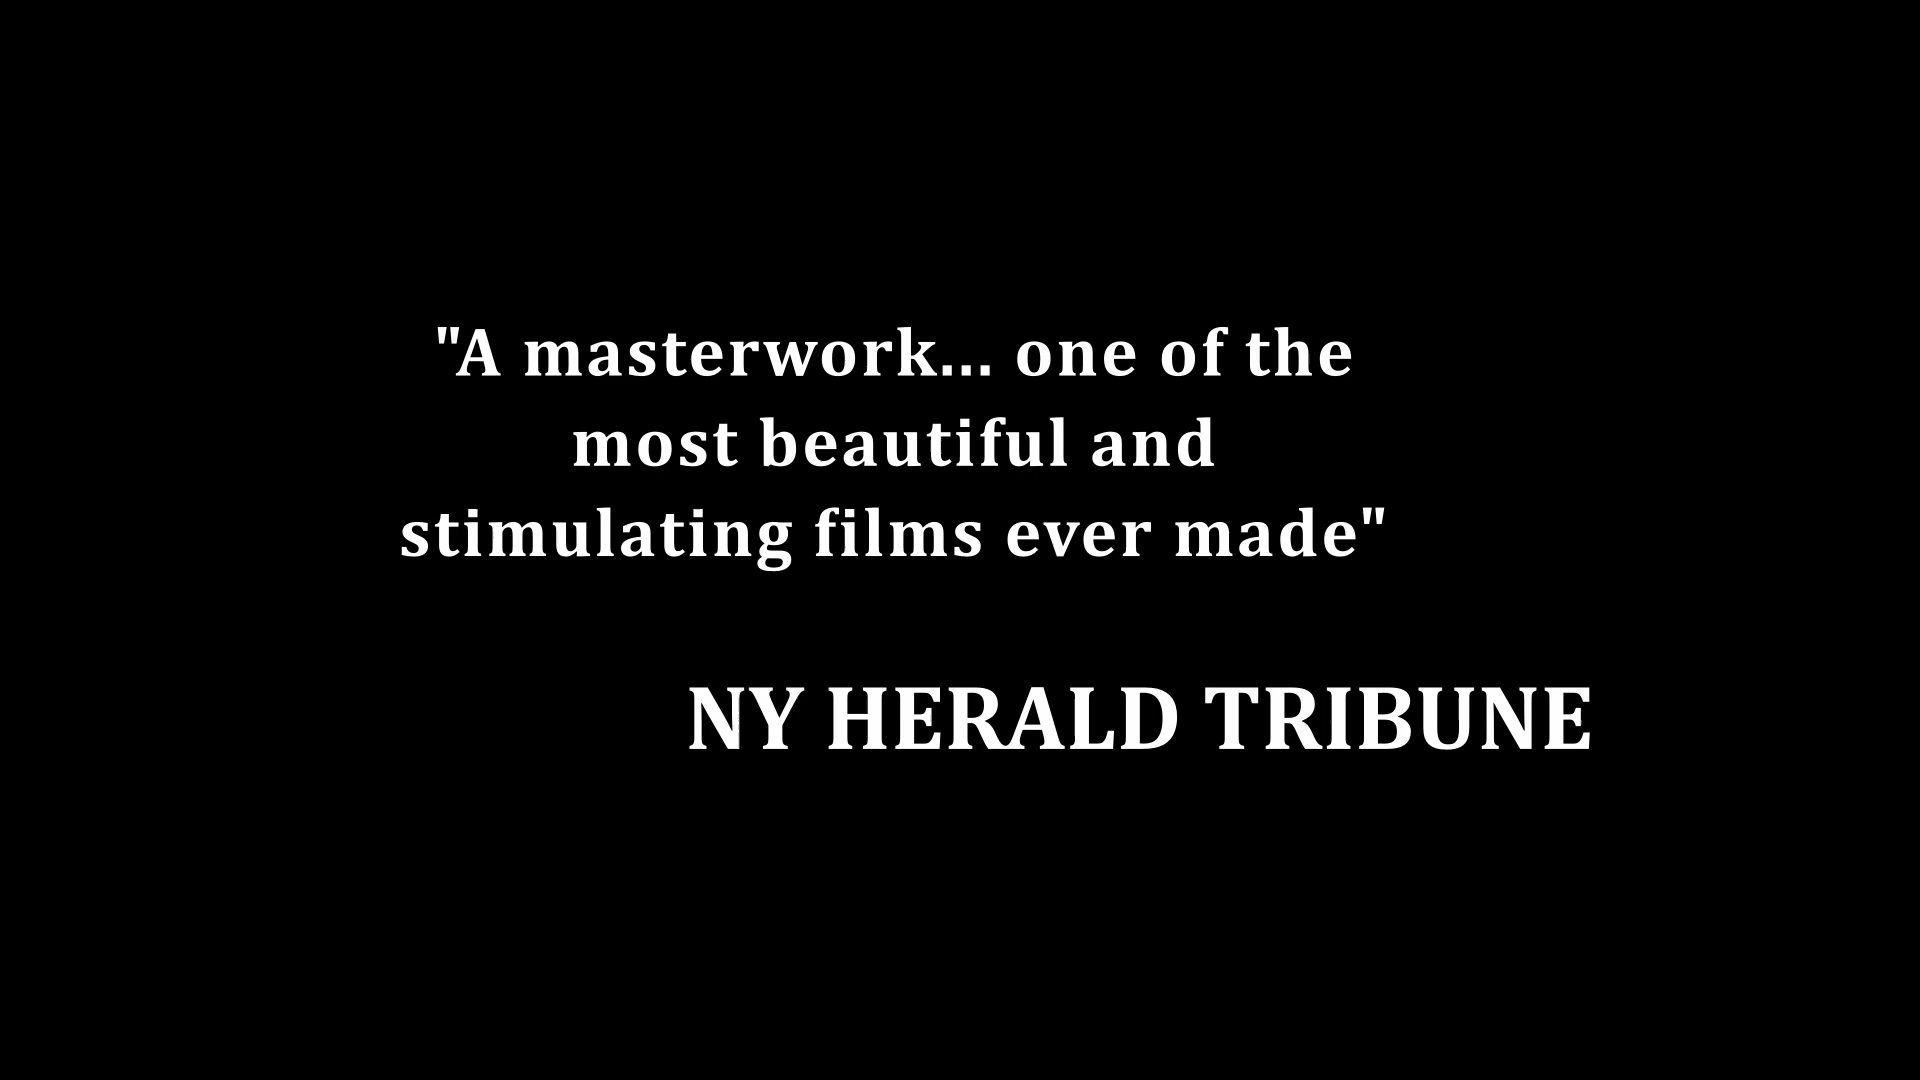 "A masterwork... one of the
most beautiful and
stimulating films ever made"
NY HERALD TRIBUNE